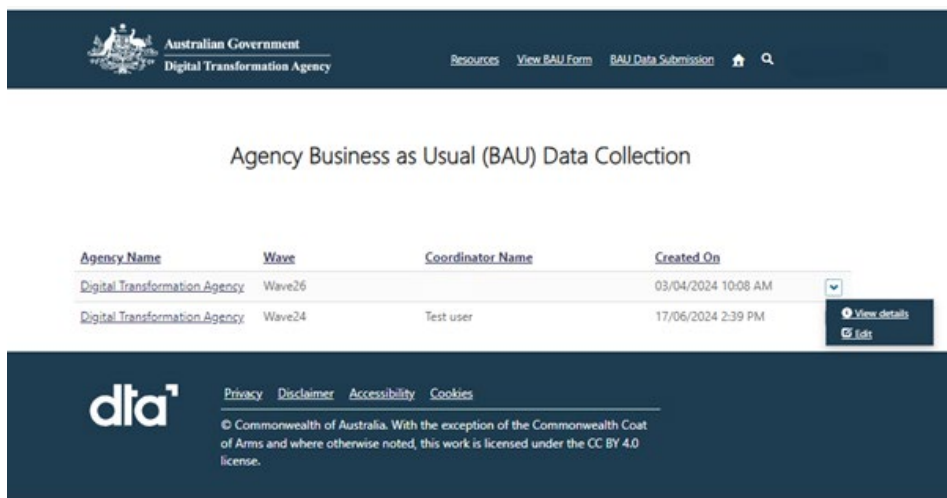 Australian Government
Digital Transformation Agency
Resources View BAU Form BAU Data Submission
Agency Business as Usual (BAU) Data Collection
Agency Name Wave Coordinator Name Created On
Digital Transformation Agency Wave26 03/04/2024 10:08 AM
Digital Transformation Agency Wave24 Test user 17/06/2024 2:39 PM
View details
Edit
dta
Privacy Disclaimer Accessibility Cookies
© Commonwealth of Australia. With the exception of the Commonwealth Coat
of Arms and where otherwise noted, this work is licensed under the CC BY 4.0
license.